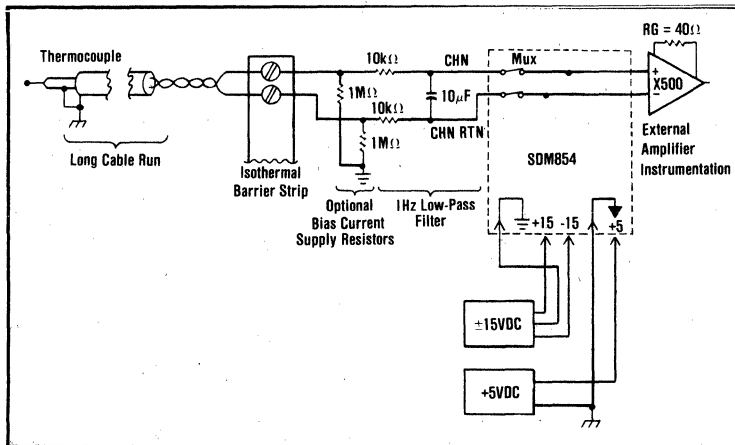 RG = 40Ω
Thermocouple
10kΩ
CHN
Mux
+
X500
−
1MΩ
10kΩ
10µF
CHN RTN
External
Amplifier
Instrumentation
1MΩ
SDM854
Long Cable Run
Isothermal
Barrier Strip
Optional
Bias Current
Supply Resistors
1Hz Low-Pass
Filter
+15
-15
+5
±15VDC
+5VDC